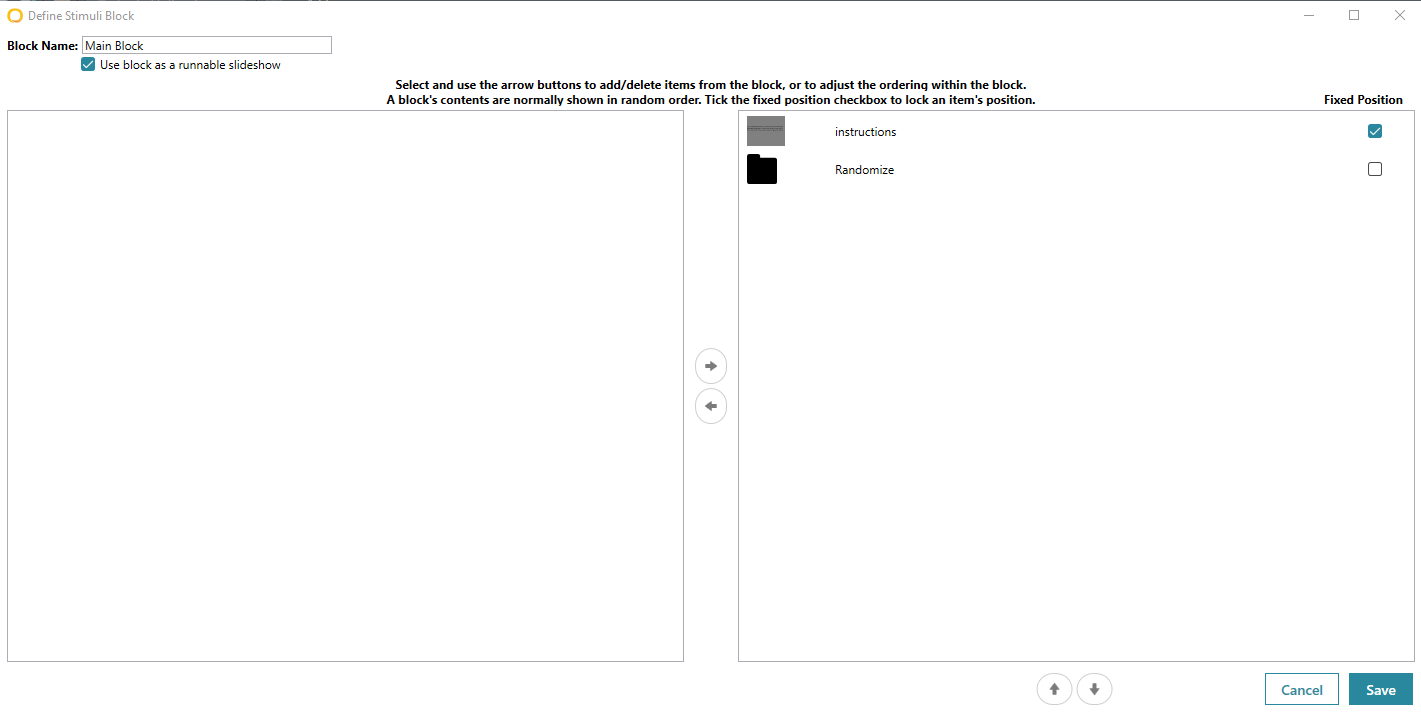 Define Stimuli Block
Block Name: Main Block
Use block as a runnable slideshow
Select and use the arrow buttons to add/delete items from the block, or to adjust the ordering within the block.
A block's contents are normally shown in random order. Tick the fixed position checkbox to lock an item's position.
Fixed Position
instructions
Randomize
Cancel
Save